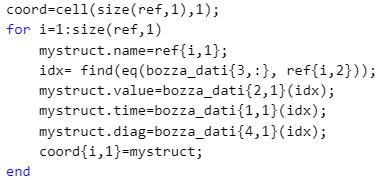 coord=cell(size(ref,1),1);
for i=1:size(ref,1)
    mystruct.name=ref{i,1};
    idx= find(eq(bozza_dati{3,:}, ref{i,2}));
    mystruct.value=bozza_dati{2,1}(idx);
    mystruct.time=bozza_dati{1,1}(idx);
    mystruct.diag=bozza_dati{4,1}(idx);
    coord{i,1}=mystruct;
end